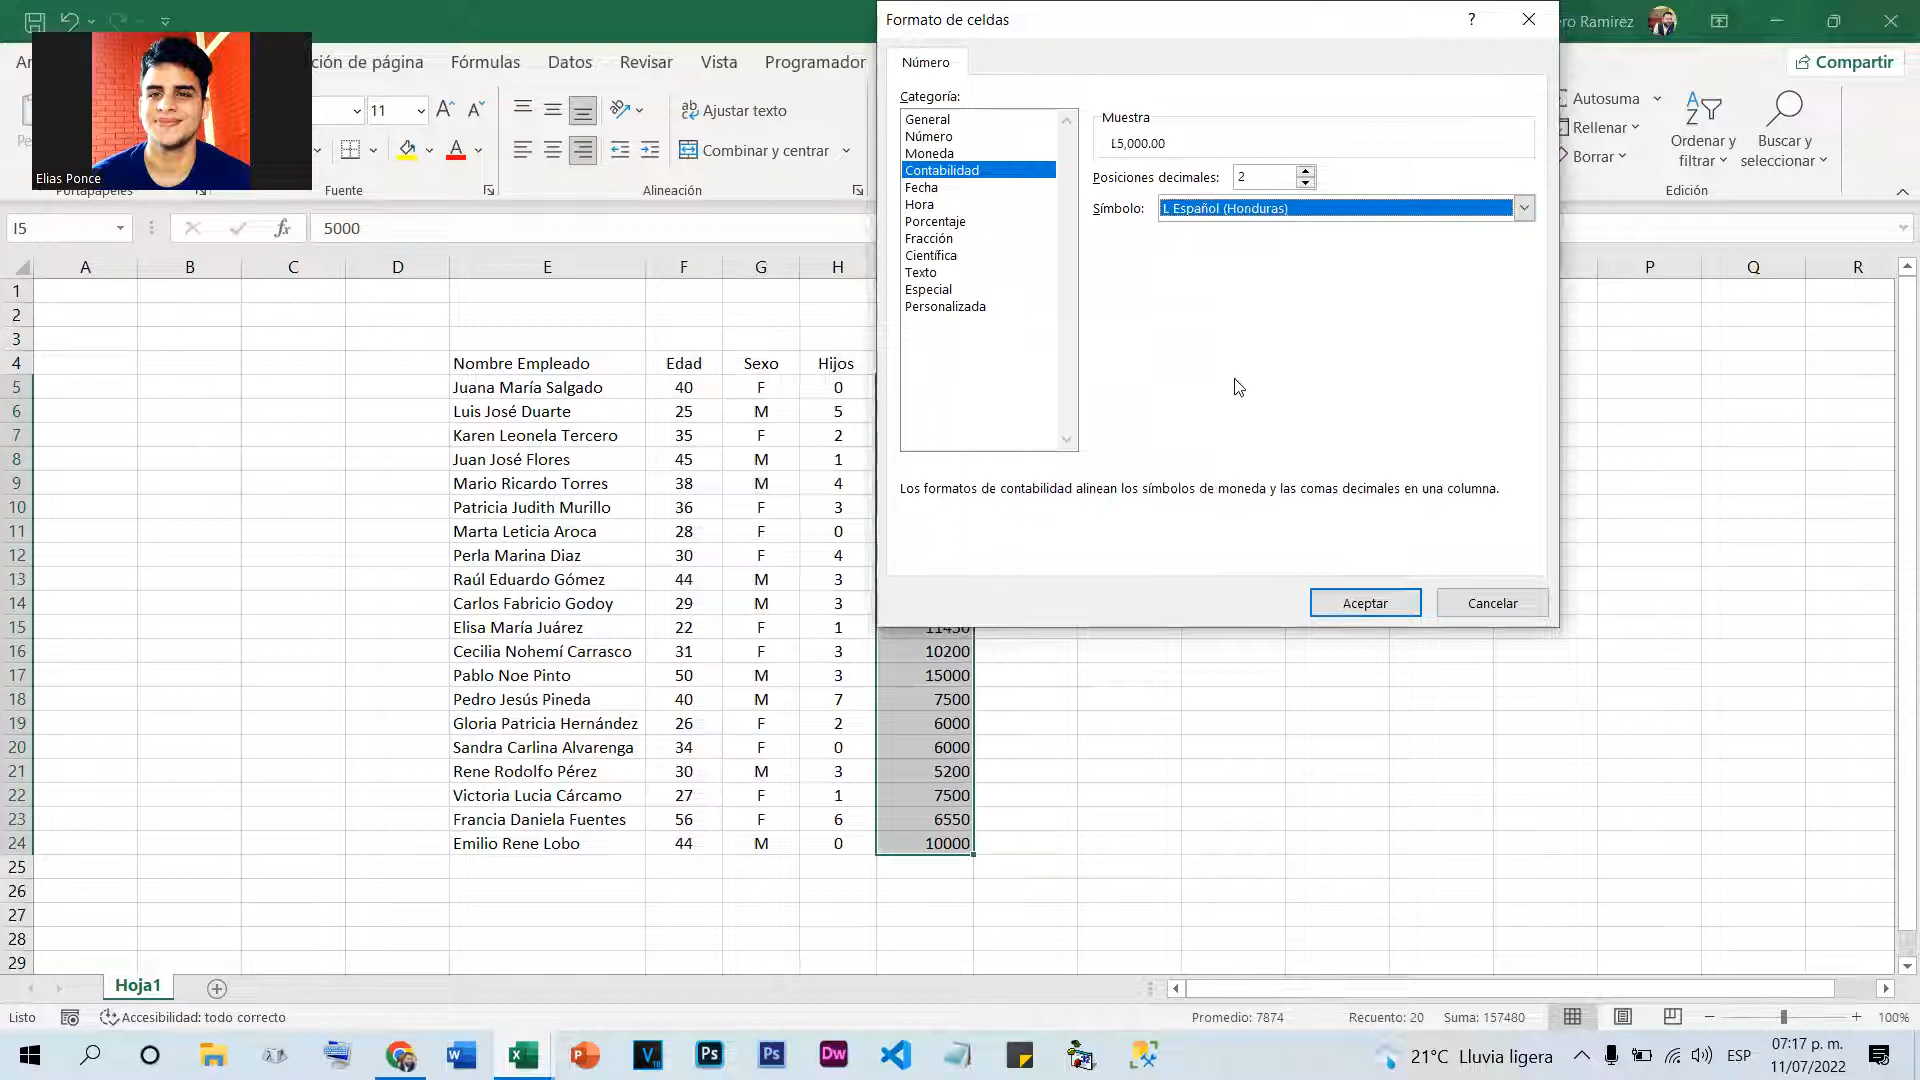 Formato de celdas
?
ero Ramirez
ción de página
Fórmulas
Datos
Revisar
Vista
Programador
Compartir
Elias Ponce
11
Ajustar texto
Combinar y centrar
Fuente
Alineación
Autosuma
Rellenar
Borrar
Ordenar y
filtrar
Buscar y
seleccionar
Edición
Número
Categoría:
General
Número
Moneda
Contabilidad
Fecha
Hora
Porcentaje
Fracción
Científica
Texto
Especial
Personalizada
Muestra
L5,000.00
Posiciones decimales: 2
Símbolo: L Español (Honduras)
Los formatos de contabilidad alinean los símbolos de moneda y las comas decimales en una columna.
Aceptar
Cancelar
I5
fx
5000
A B C D E F G H P Q R
1
2
3
4 Nombre Empleado Edad Sexo Hijos
5 Juana María Salgado 40 F 0
6 Luis José Duarte 25 M 5
7 Karen Leonela Tercero 35 F 2
8 Juan José Flores 45 M 1
9 Mario Ricardo Torres 38 M 4
10 Patricia Judith Murillo 36 F 3
11 Marta Leticia Aroca 28 F 0
12 Perla Marina Diaz 30 F 4
13 Raúl Eduardo Gómez 44 M 3
14 Carlos Fabricio Godoy 29 M 3
15 Elisa María Juárez 22 F 1 11450
16 Cecilia Nohemí Carrasco 31 F 3 10200
17 Pablo Noe Pinto 50 M 3 15000
18 Pedro Jesús Pineda 40 M 7 7500
19 Gloria Patricia Hernández 26 F 2 6000
20 Sandra Carlina Alvarenga 34 F 0 6000
21 Rene Rodolfo Pérez 30 M 3 5200
22 Victoria Lucia Cárcamo 27 F 1 7500
23 Francia Daniela Fuentes 56 F 6 6550
24 Emilio Rene Lobo 44 M 0 10000
25
26
27
28
29
Hoja1
Listo
Accesibilidad: todo correcto
Promedio: 7874
Recuento: 20
Suma: 157480
100%
21°C Lluvia ligera
ESP
07:17 p. m.
11/07/2022